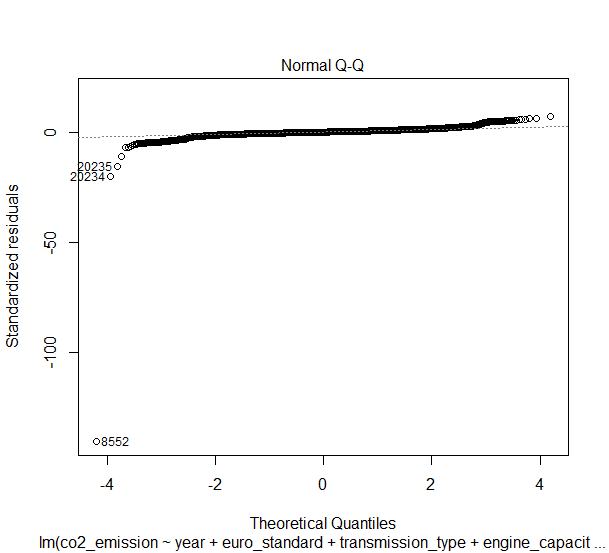 Normal Q-Q
Standardized residuals
0
-50
-100
20235
20234
8552
-4 -2 0 2 4
Theoretical Quantiles
lm(co2_emission ~ year + euro_standard + transmission_type + engine_capacit ...